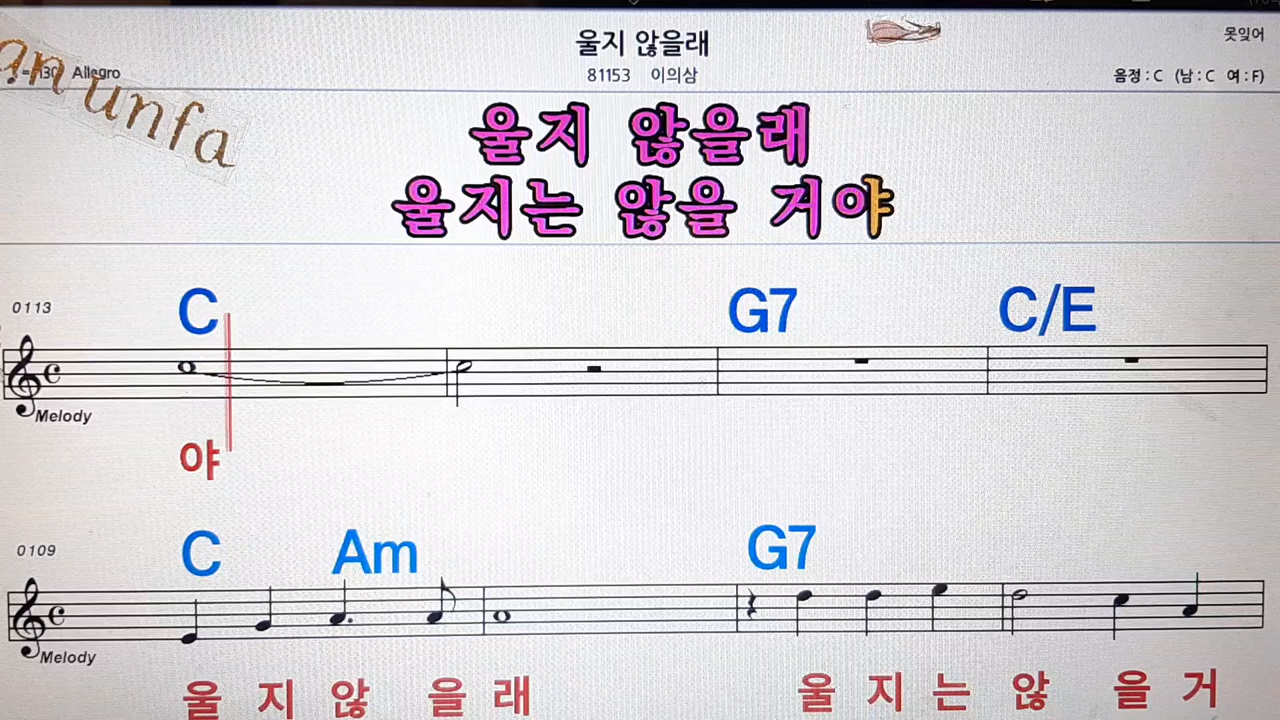 울지 않을래
못잊어
an unfa
=130 Allegro
81153 이의삼
음정 : C (남 : C 여 : F)
울지 않을래
울지는 않을 거야
0113
C G7 C/E
Melody
야
0109
C Am G7
Melody
울 지 않 을 래 울 지 는 않 을 거